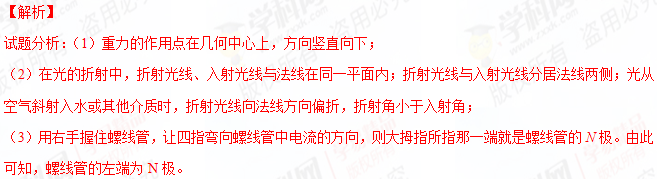 【解析】
试题分析：（1）重力的作用点在几何中心上，方向竖直向下；
（2）在光的折射中，折射光线、入射光线与法线在同一平面内；折射光线与入射光线分居法线两侧；光从
空气斜射入水或其他介质时，折射光线向法线方向偏折，折射角小于入射角；
（3）用右手握住螺线管，让四指弯向螺线管中电流的方向，则大拇指所指那一端就是螺线管的 N 极。由此
可知，螺线管的左端为 N 极。